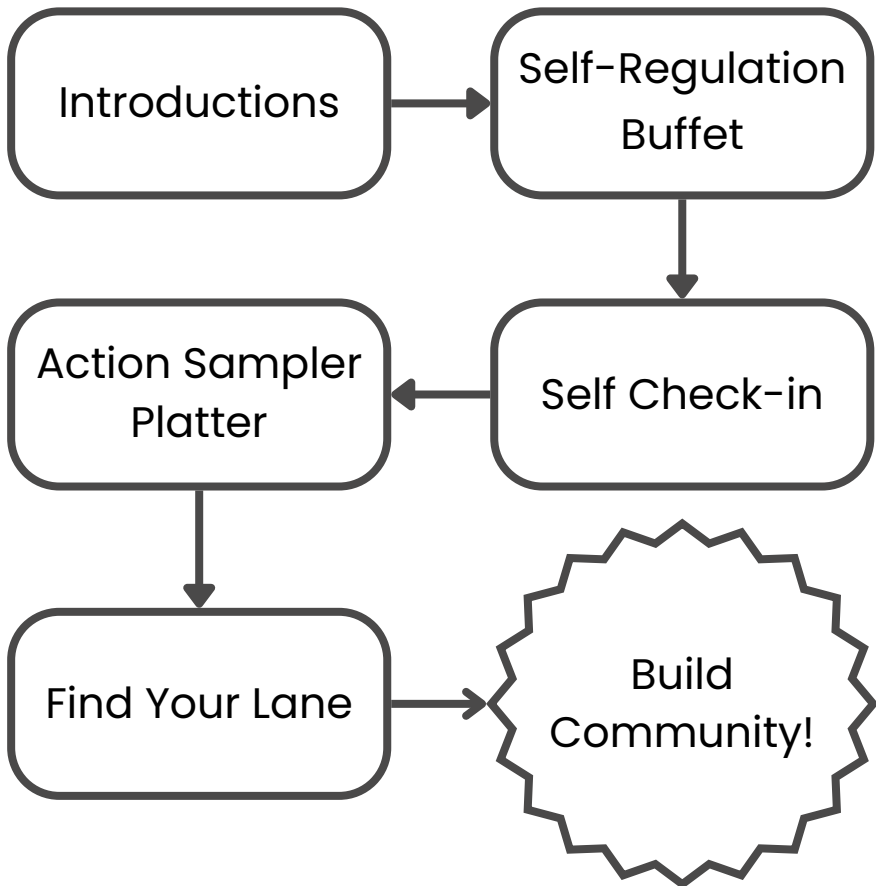 Introductions
Self-Regulation
Buffet
Self Check-in
Action Sampler
Platter
Find Your Lane
Build
Community!